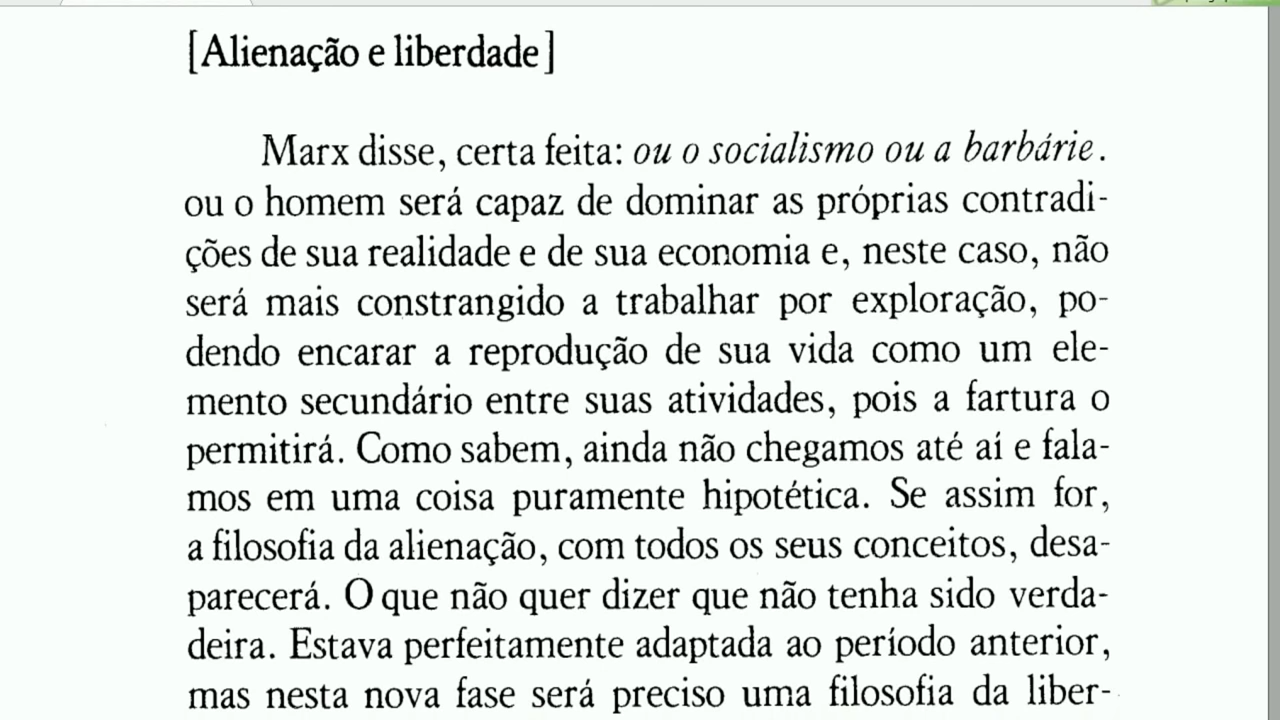 [Alienação e liberdade]
Marx disse, certa feita: ou o socialismo ou a barbárie.
ou o homem será capaz de dominar as próprias contradi-
ções de sua realidade e de sua economia e, neste caso, não
será mais constrangido a trabalhar por exploração, po-
dendo encarar a reprodução de sua vida como um ele-
mento secundário entre suas atividades, pois a fartura o
permitirá. Como sabem, ainda não chegamos até aí e fala-
mos em uma coisa puramente hipotética. Se assim for,
a filosofia da alienação, com todos os seus conceitos, desa-
parecerá. O que não quer dizer que não tenha sido verda-
deira. Estava perfeitamente adaptada ao período anterior,
mas nesta nova fase será preciso uma filosofia da liber-